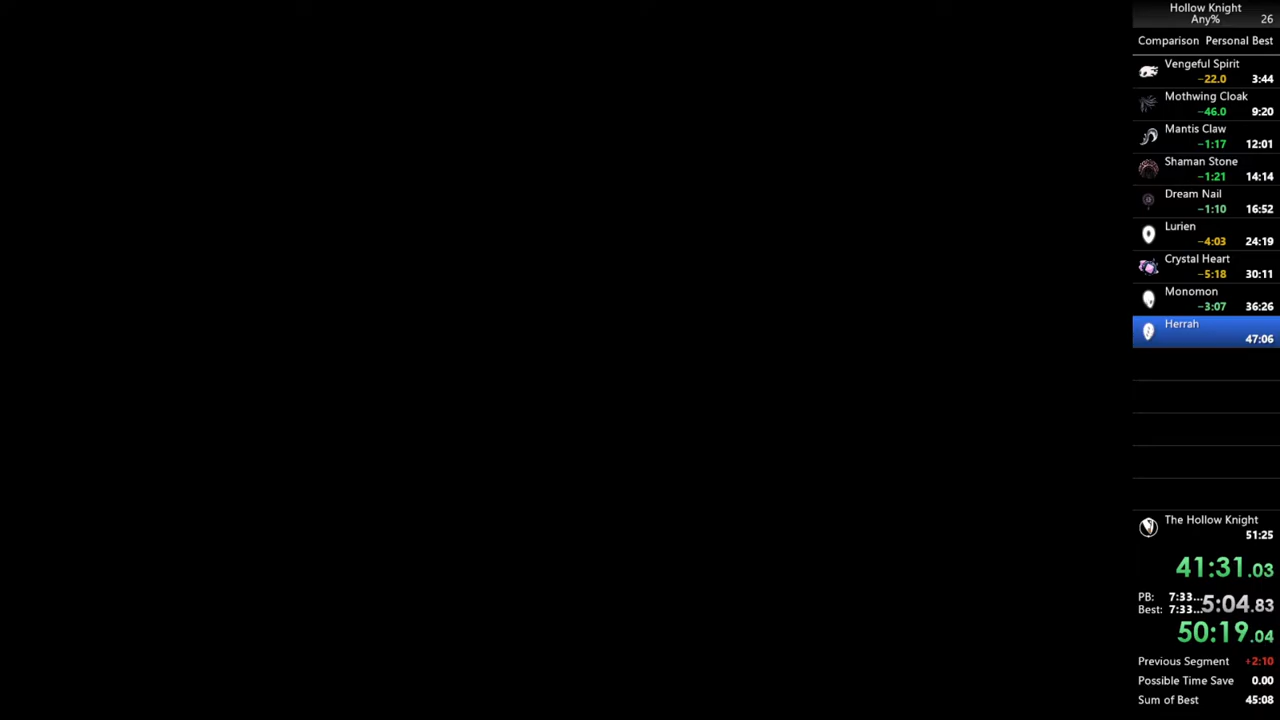 Hollow Knight
Any% 26
Comparison Personal Best
Vengeful Spirit
−22.0 3:44
Mothwing Cloak
−46.0 9:20
Mantis Claw
−1:17 12:01
Shaman Stone
−1:21 14:14
Dream Nail
−1:10 16:52
Lurien
−4:03 24:19
Crystal Heart
−5:18 30:11
Monomon
−3:07 36:26
Herrah
47:06
The Hollow Knight
51:25
41:31.03
PB: 7:33... 5:04.83
Best: 7:33...
50:19.04
Previous Segment +2:10
Possible Time Save 0.00
Sum of Best 45:08